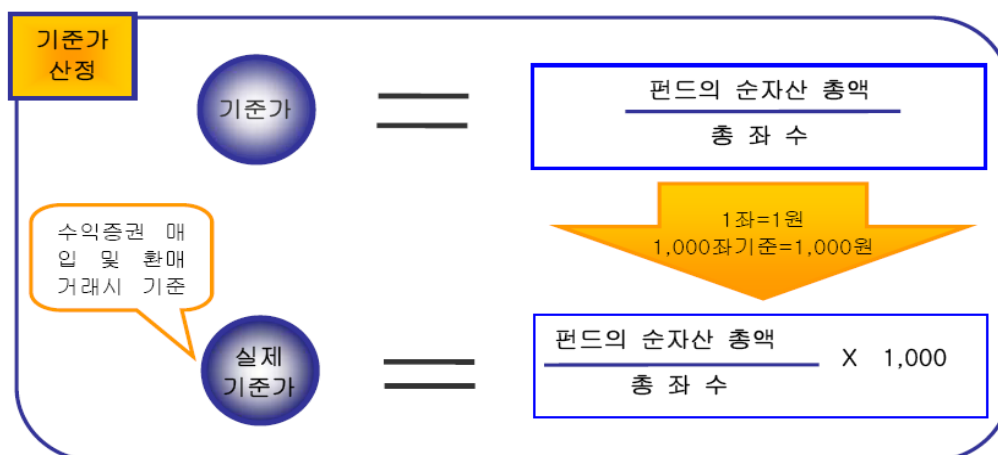 기준가
산정
기준가
펀드의 순자산 총액
총 좌 수
1좌=1원
1,000좌기준=1,000원
수익증권 매
입 및 환매
거래시 기준
실제
기준가
펀드의 순자산 총액
총 좌 수
X 1,000